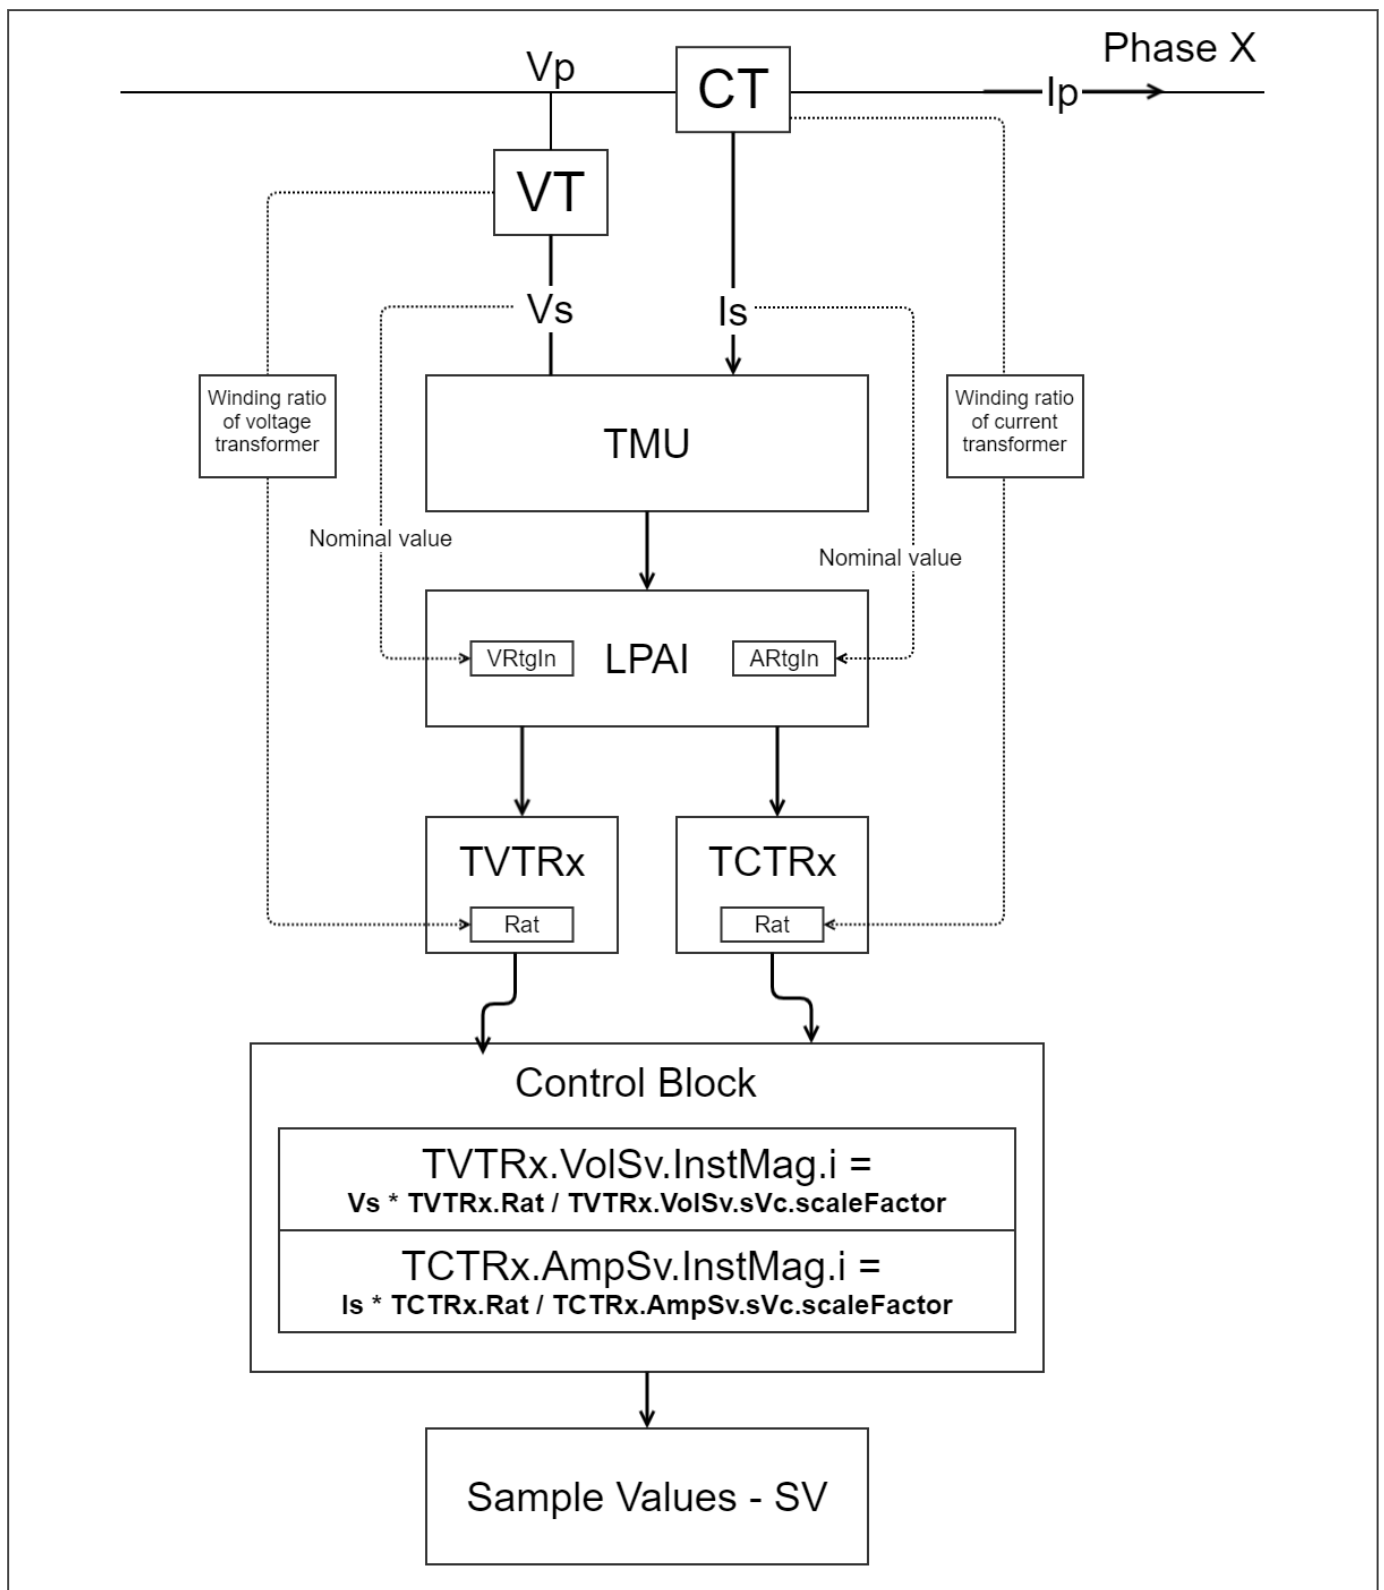 Phase X
Vp
CT
Ip
VT
Vs
Is
Winding ratio
of voltage
transformer
TMU
Winding ratio
of current
transformer
Nominal value
Nominal value
VRtgIn
LPAI
ARtgIn
TVTRx
TCTRx
Rat
Rat
Control Block
TVTRx.VolSv.InstMag.i =
Vs * TVTRx.Rat / TVTRx.VolSv.sVc.scaleFactor
TCTRx.AmpSv.InstMag.i =
Is * TCTRx.Rat / TCTRx.AmpSv.sVc.scaleFactor
Sample Values - SV